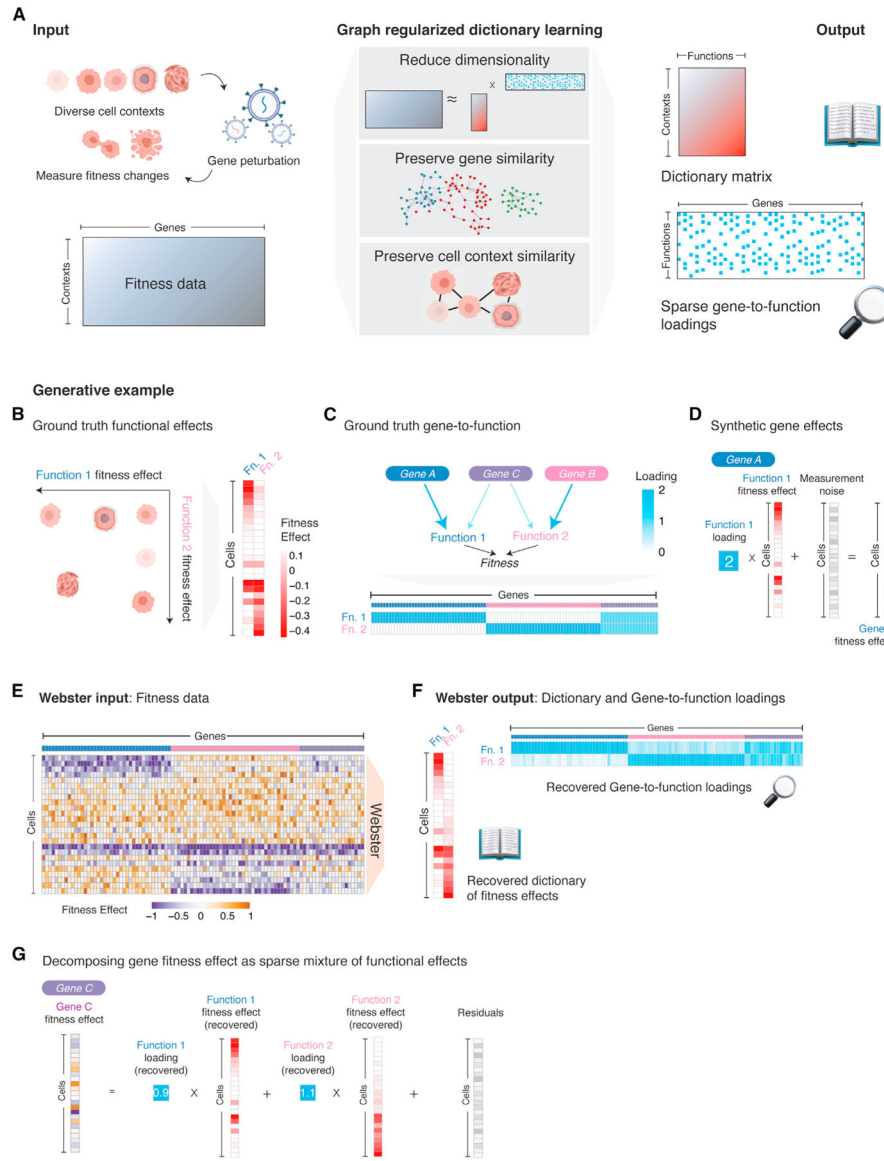 A
Input
Graph regularized dictionary learning
Output
Diverse cell contexts
Gene peturbation
Measure fitness changes
Genes
Contexts
Fitness data
Reduce dimensionality
≈
x
Preserve gene similarity
Preserve cell context similarity
Functions
Contexts
Dictionary matrix
Genes
Functions
Sparse gene-to-function
loadings
Generative example
B
Ground truth functional effects
Function 1 fitness effect
Function 2 fitness effect
Fn. 1
Fn. 2
Cells
Fitness
Effect
0.1
0
−0.1
−0.2
−0.3
−0.4
C
Ground truth gene-to-function
Gene A
Gene C
Gene B
Function 1
Function 2
Fitness
Loading
2
1
0
Genes
Fn. 1
Fn. 2
D
Synthetic gene effects
Gene A
Function 1
fitness effect
Measurement
noise
Function 1
loading
2
x
Cells
+
Cells
=
Cells
Gene
fitness effe
E
Webster input: Fitness data
Genes
Cells
Webster
Fitness Effect
−1
−0.5
0
0.5
1
F
Webster output: Dictionary and Gene-to-function loadings
Fn. 1
Fn. 2
Cells
Genes
Fn. 1
Fn. 2
Recovered Gene-to-function loadings
Recovered dictionary
of fitness effects
G
Decomposing gene fitness effect as sparse mixture of functional effects
Gene C
Gene C
fitness effect
Cells
=
Function 1
loading
(recovered)
0.9
X
Function 1
fitness effect
(recovered)
Cells
+
Function 2
loading
(recovered)
1.1
X
Function 2
fitness effect
(recovered)
Cells
+
Residuals
Cells